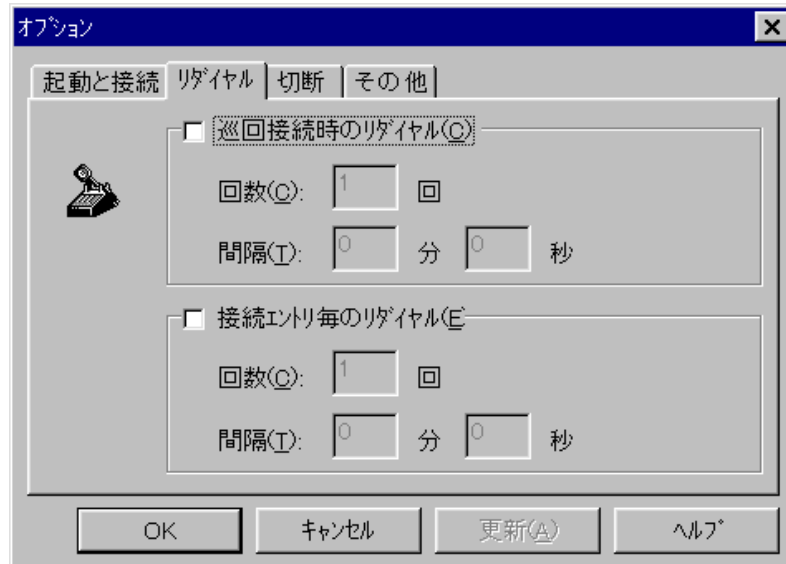 ｵﾌﾟｼｮﾝ
起動と接続 ﾘﾀﾞｲﾔﾙ 切断 その他
巡回接続時のﾘﾀﾞｲﾔﾙ(C)
回数(C): 1 回
間隔(T): 0 分 0 秒
接続ｴﾝﾄﾘ毎のﾘﾀﾞｲﾔﾙ(E
回数(C): 1 回
間隔(T): 0 分 0 秒
OK ｷｬﾝｾﾙ 更新(A) ﾍﾙﾌﾟ